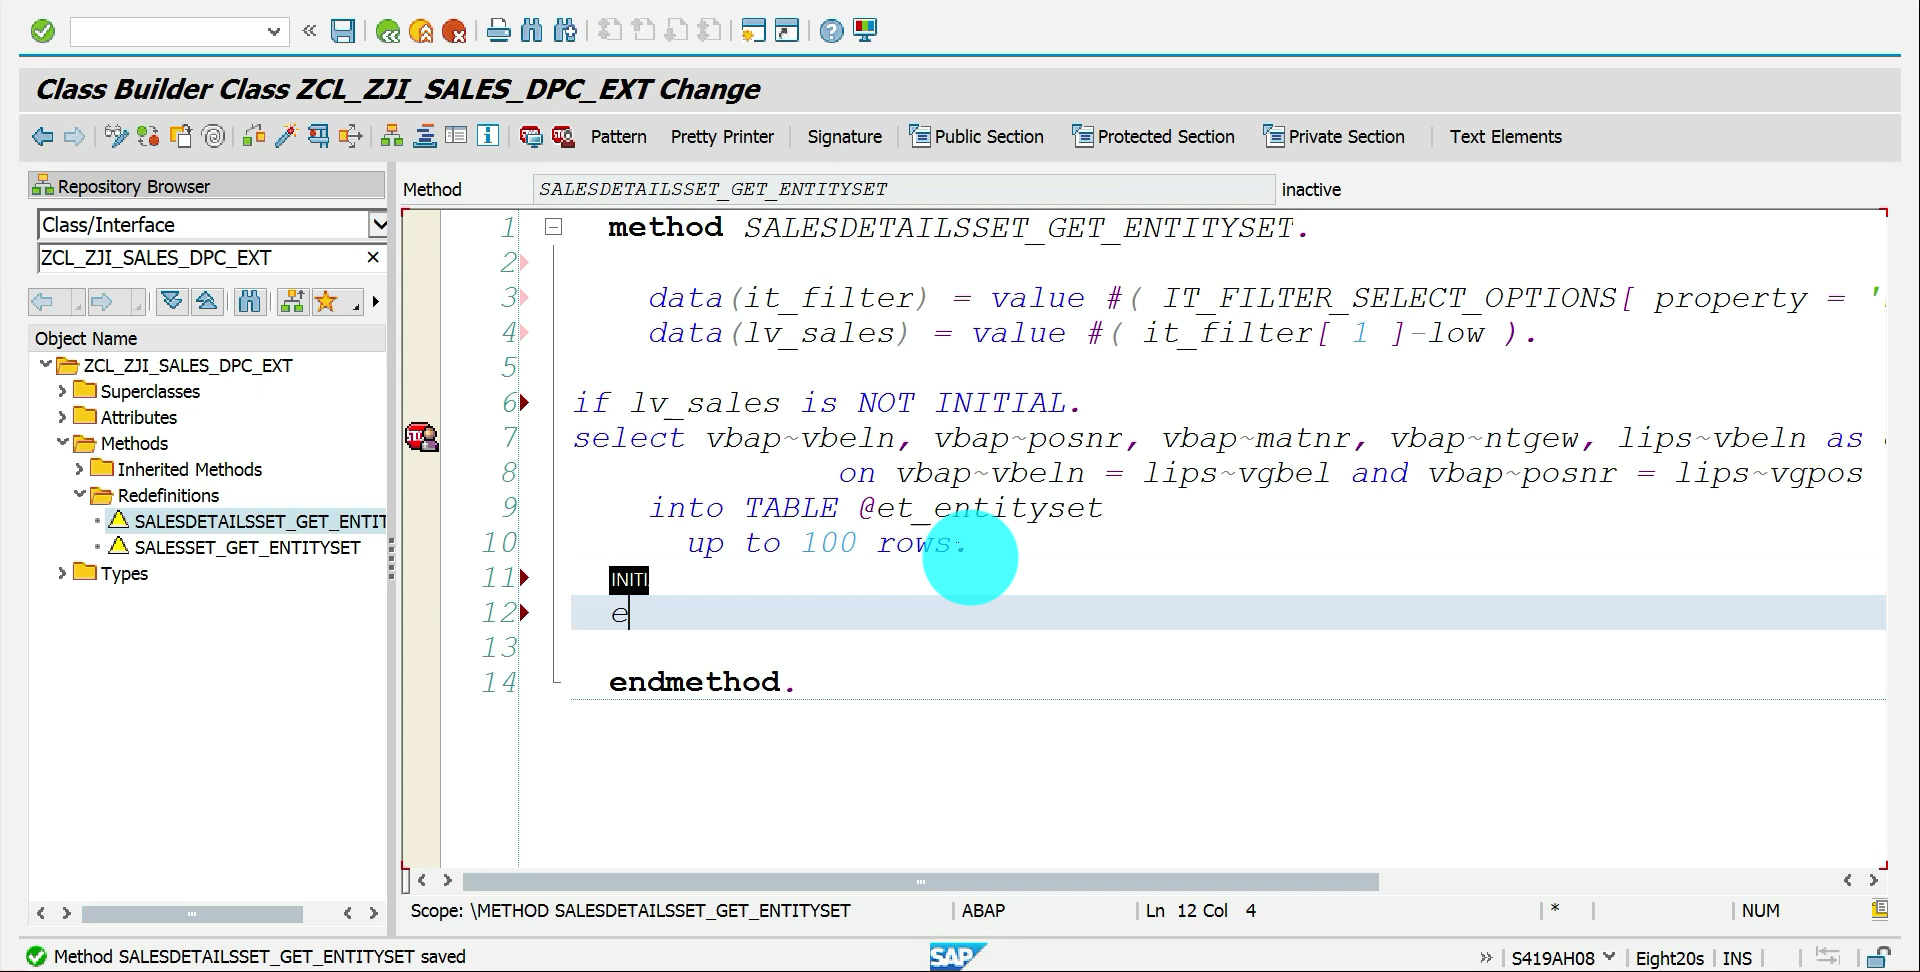 Class Builder Class ZCL_ZJI_SALES_DPC_EXT Change
Pattern Pretty Printer Signature Public Section Protected Section Private Section Text Elements
Repository Browser
Class/Interface
ZCL_ZJI_SALES_DPC_EXT
Object Name
ZCL_ZJI_SALES_DPC_EXT
Superclasses
Attributes
Methods
Inherited Methods
Redefinitions
SALESDETAILSSET_GET_ENTIT
SALESSET_GET_ENTITYSET
Types
Method SALESDETAILSSET_GET_ENTITYSET inactive
1 method SALESDETAILSSET_GET_ENTITYSET.
2
3 data(it_filter) = value #( IT_FILTER_SELECT_OPTIONS[ property = '
4 data(lv_sales) = value #( it_filter[ 1 ]-low ).
5
6 if lv_sales is NOT INITIAL.
7 select vbap~vbeln, vbap~posnr, vbap~matnr, vbap~ntgew, lips~vbeln as
8 on vbap~vbeln = lips~vgbel and vbap~posnr = lips~vgpos
9 into TABLE @et_entityset
10 up to 100 rows.
11 INITI
12 e
13
14 endmethod.
Scope: \METHOD SALESDETAILSSET_GET_ENTITYSET ABAP Ln 12 Col 4 * NUM
Method SALESDETAILSSET_GET_ENTITYSET saved SAP S419AH08 Eight20s INS